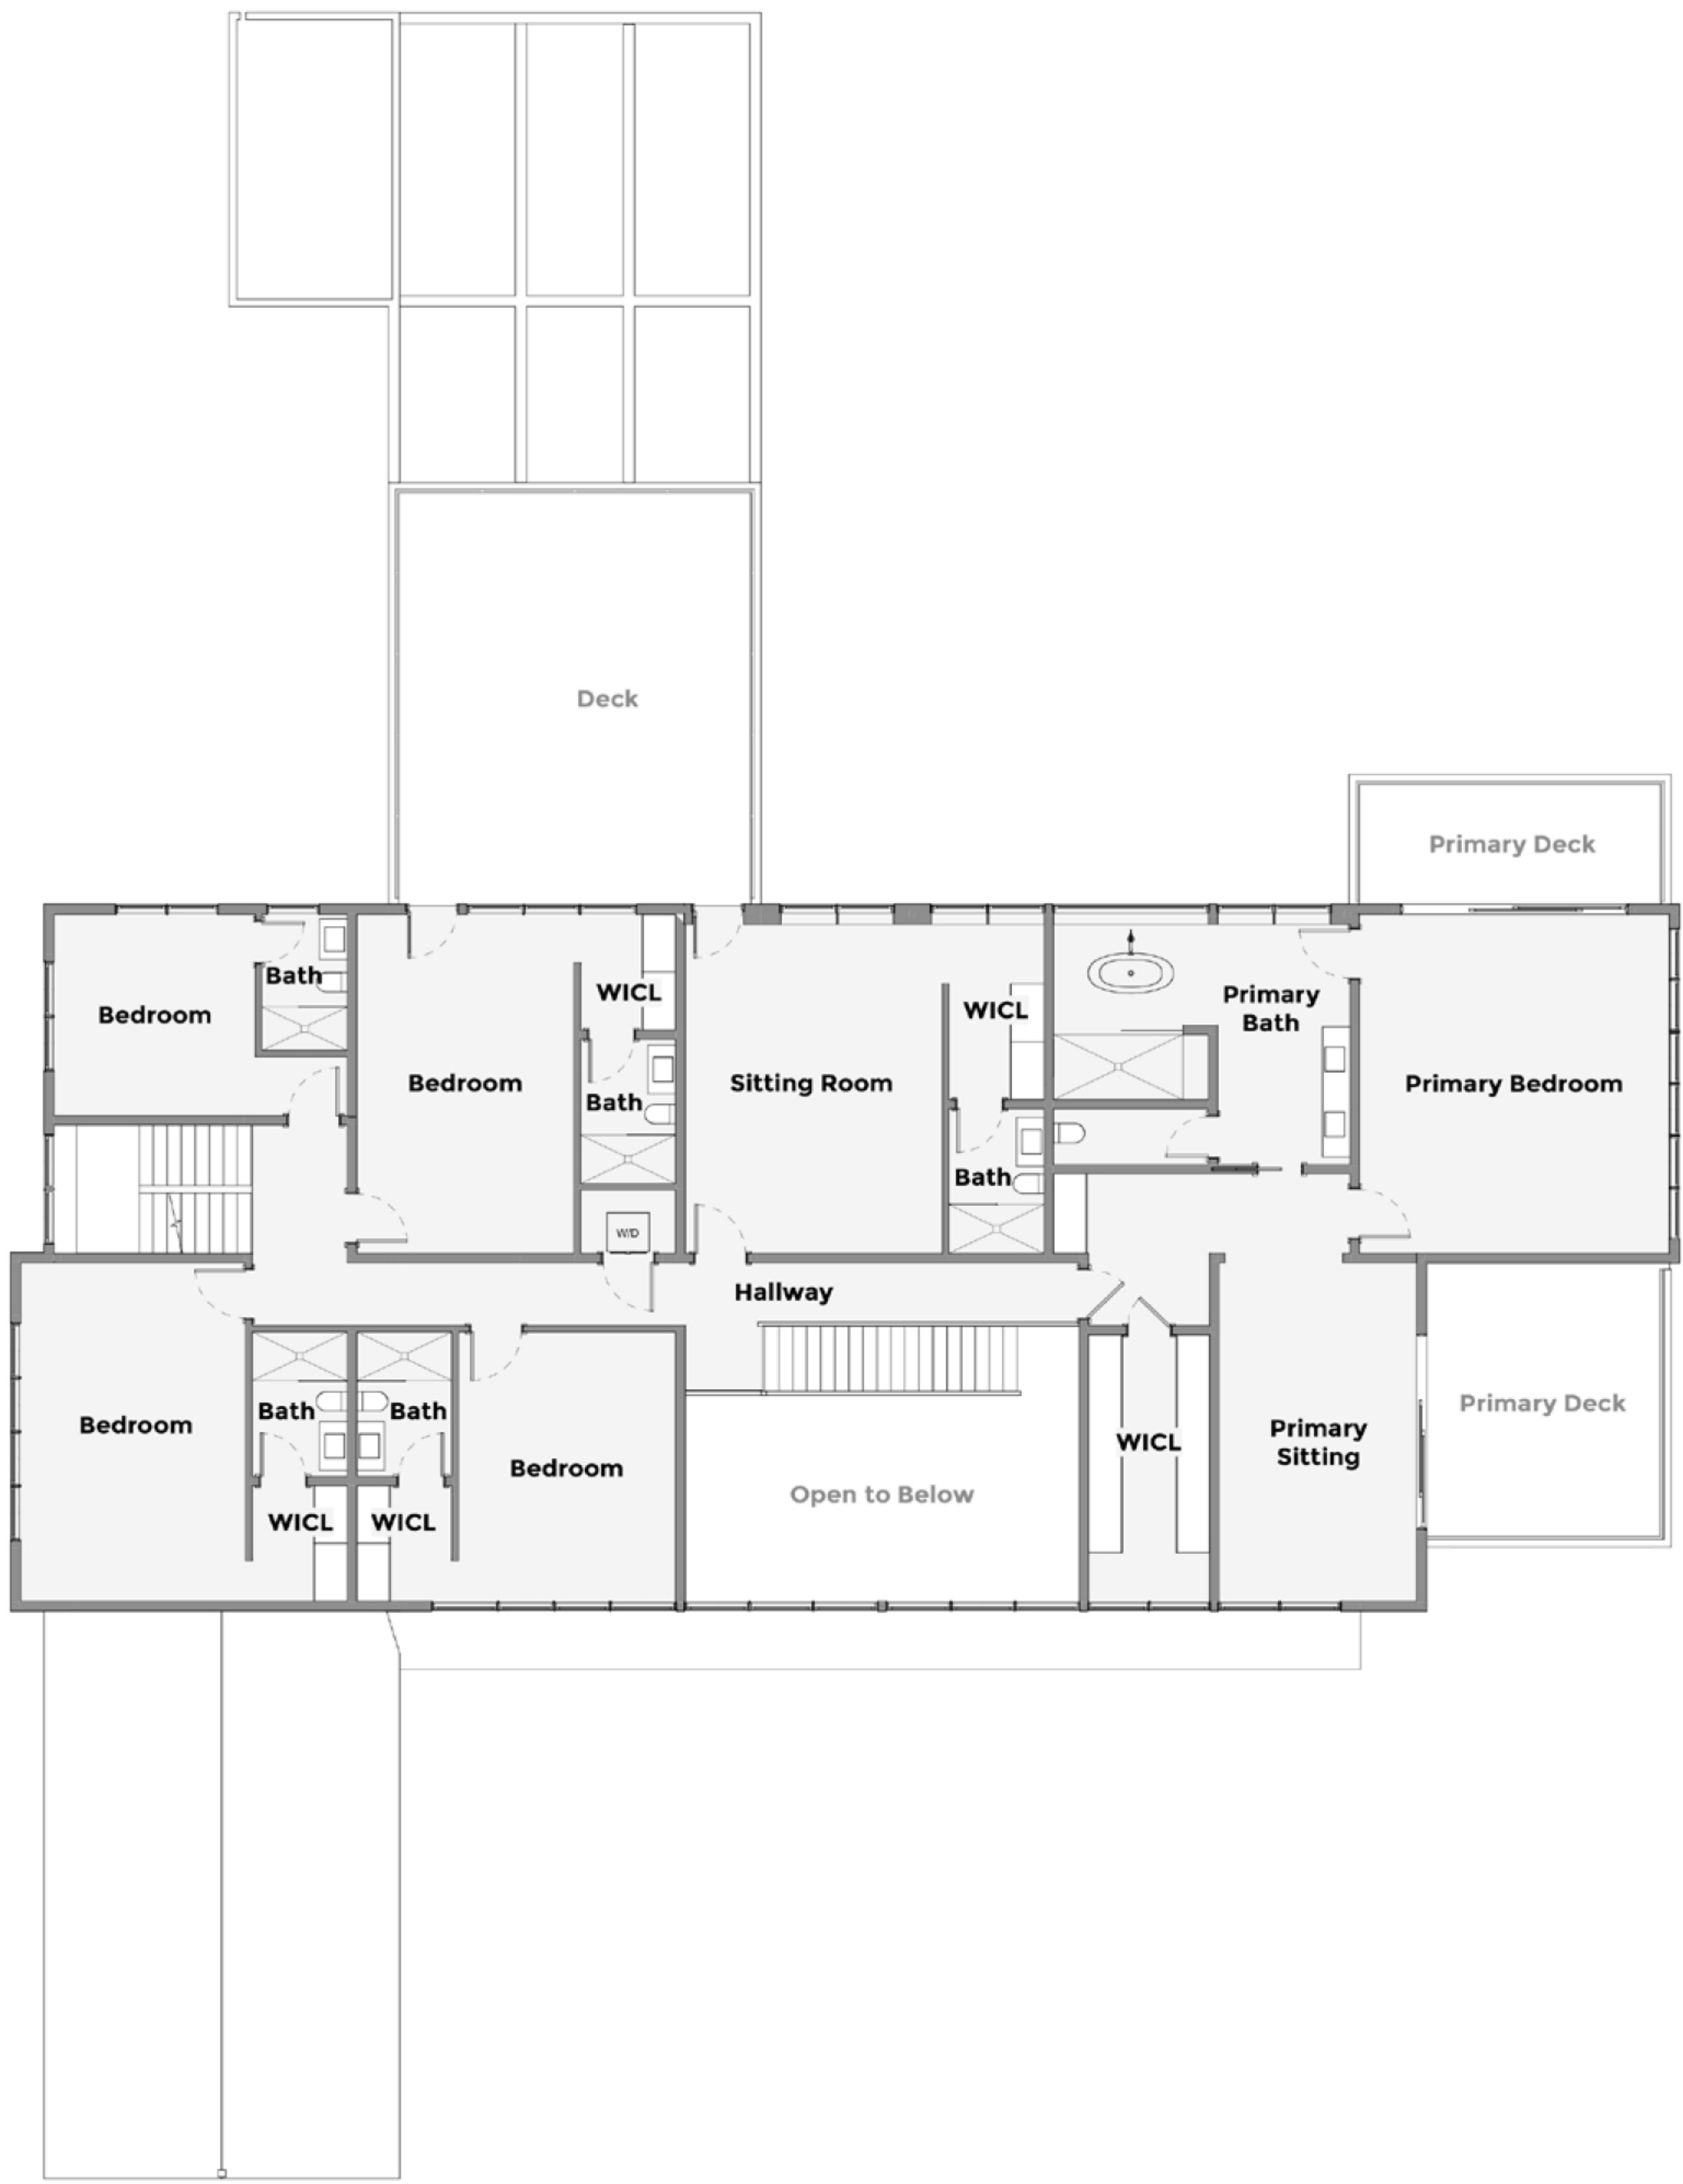 Deck
Primary Deck
Bath
WICL
Primary
Bath
WICL
Bedroom
Bedroom
Sitting Room
Primary Bedroom
Bath
Bath
W/D
Hallway
Primary Deck
Bath
Bath
Bedroom
Primary
Sitting
WICL
Bedroom
Open to Below
WICL
WICL